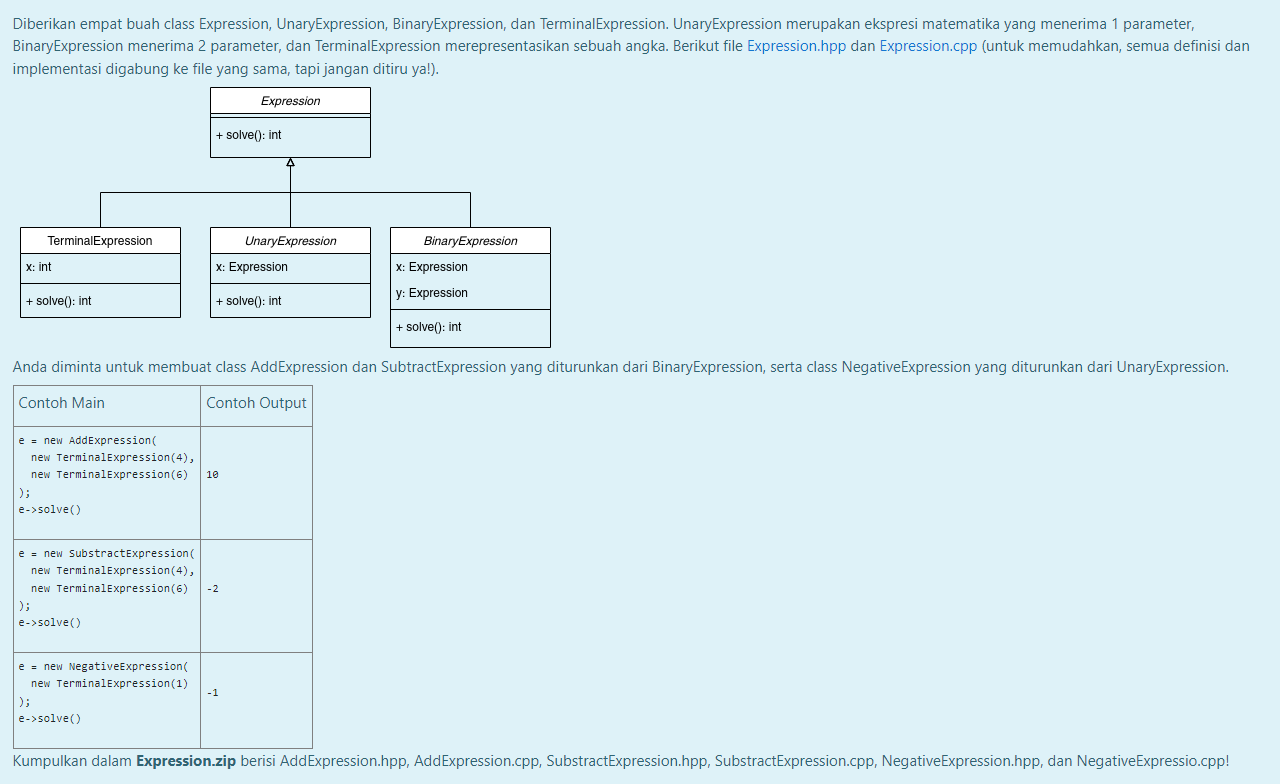 Diberikan empat buah class Expression, UnaryExpression, BinaryExpression, dan TerminalExpression. UnaryExpression merupakan ekspresi matematika yang menerima 1 parameter,
BinaryExpression menerima 2 parameter, dan TerminalExpression merepresentasikan sebuah angka. Berikut file Expression.hpp dan Expression.cpp (untuk memudahkan, semua definisi dan
implementasi digabung ke file yang sama, tapi jangan ditiru ya!).
Expression
+ solve(): int
TerminalExpression
x: int
+ solve(): int
UnaryExpression
x: Expression
+ solve(): int
BinaryExpression
x: Expression
y: Expression
+ solve(): int
Anda diminta untuk membuat class AddExpression dan SubtractExpression yang diturunkan dari BinaryExpression, serta class NegativeExpression yang diturunkan dari UnaryExpression.
Contoh Main
Contoh Output
e = new AddExpression(
new TerminalExpression(4),
new TerminalExpression(6)
);
e->solve()
10
e = new SubstractExpression(
new TerminalExpression(4),
new TerminalExpression(6)
);
e->solve()
-2
e = new NegativeExpression(
new TerminalExpression(1)
);
e->solve()
-1
Kumpulkan dalam Expression.zip berisi AddExpression.hpp, AddExpression.cpp, SubstractExpression.hpp, SubstractExpression.cpp, NegativeExpression.hpp, dan NegativeExpressio.cpp!